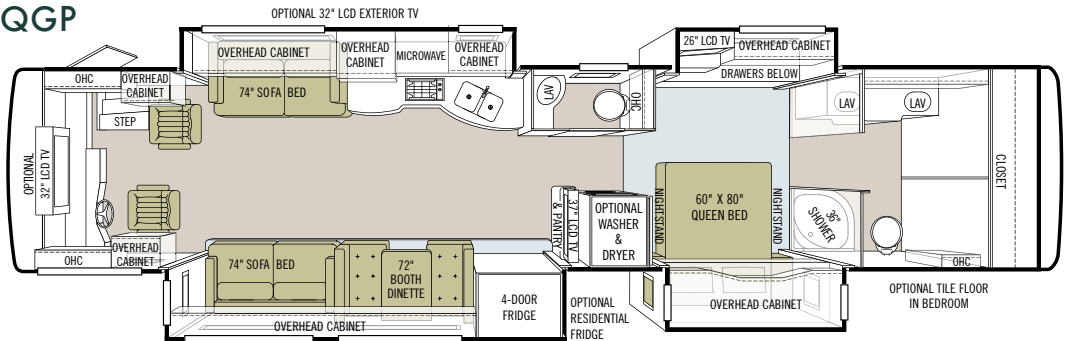 QGP
OPTIONAL 32" LCD EXTERIOR TV
OHC
OVERHEAD
CABINET
STEP
OVERHEAD CABINET
74" SOFA BED
OVERHEAD
CABINET
MICROWAVE
OVERHEAD
CABINET
LAV
OHC
26" LCD TV
OVERHEAD CABINET
DRAWERS BELOW
LAV
LAV
CLOSET
OPTIONAL
32" LCD TV
OHC
OVERHEAD
CABINET
74" SOFA BED
72"
BOOTH
DINETTE
OVERHEAD CABINET
4-DOOR
FRIDGE
37" LCD TV
& PANTRY
OPTIONAL
WASHER
&
DRYER
OPTIONAL
RESIDENTIAL
FRIDGE
NIGHTSTAND
60" X 80"
QUEEN BED
NIGHTSTAND
OVERHEAD CABINET
36"
SHOWER
OHC
OPTIONAL TILE FLOOR
IN BEDROOM